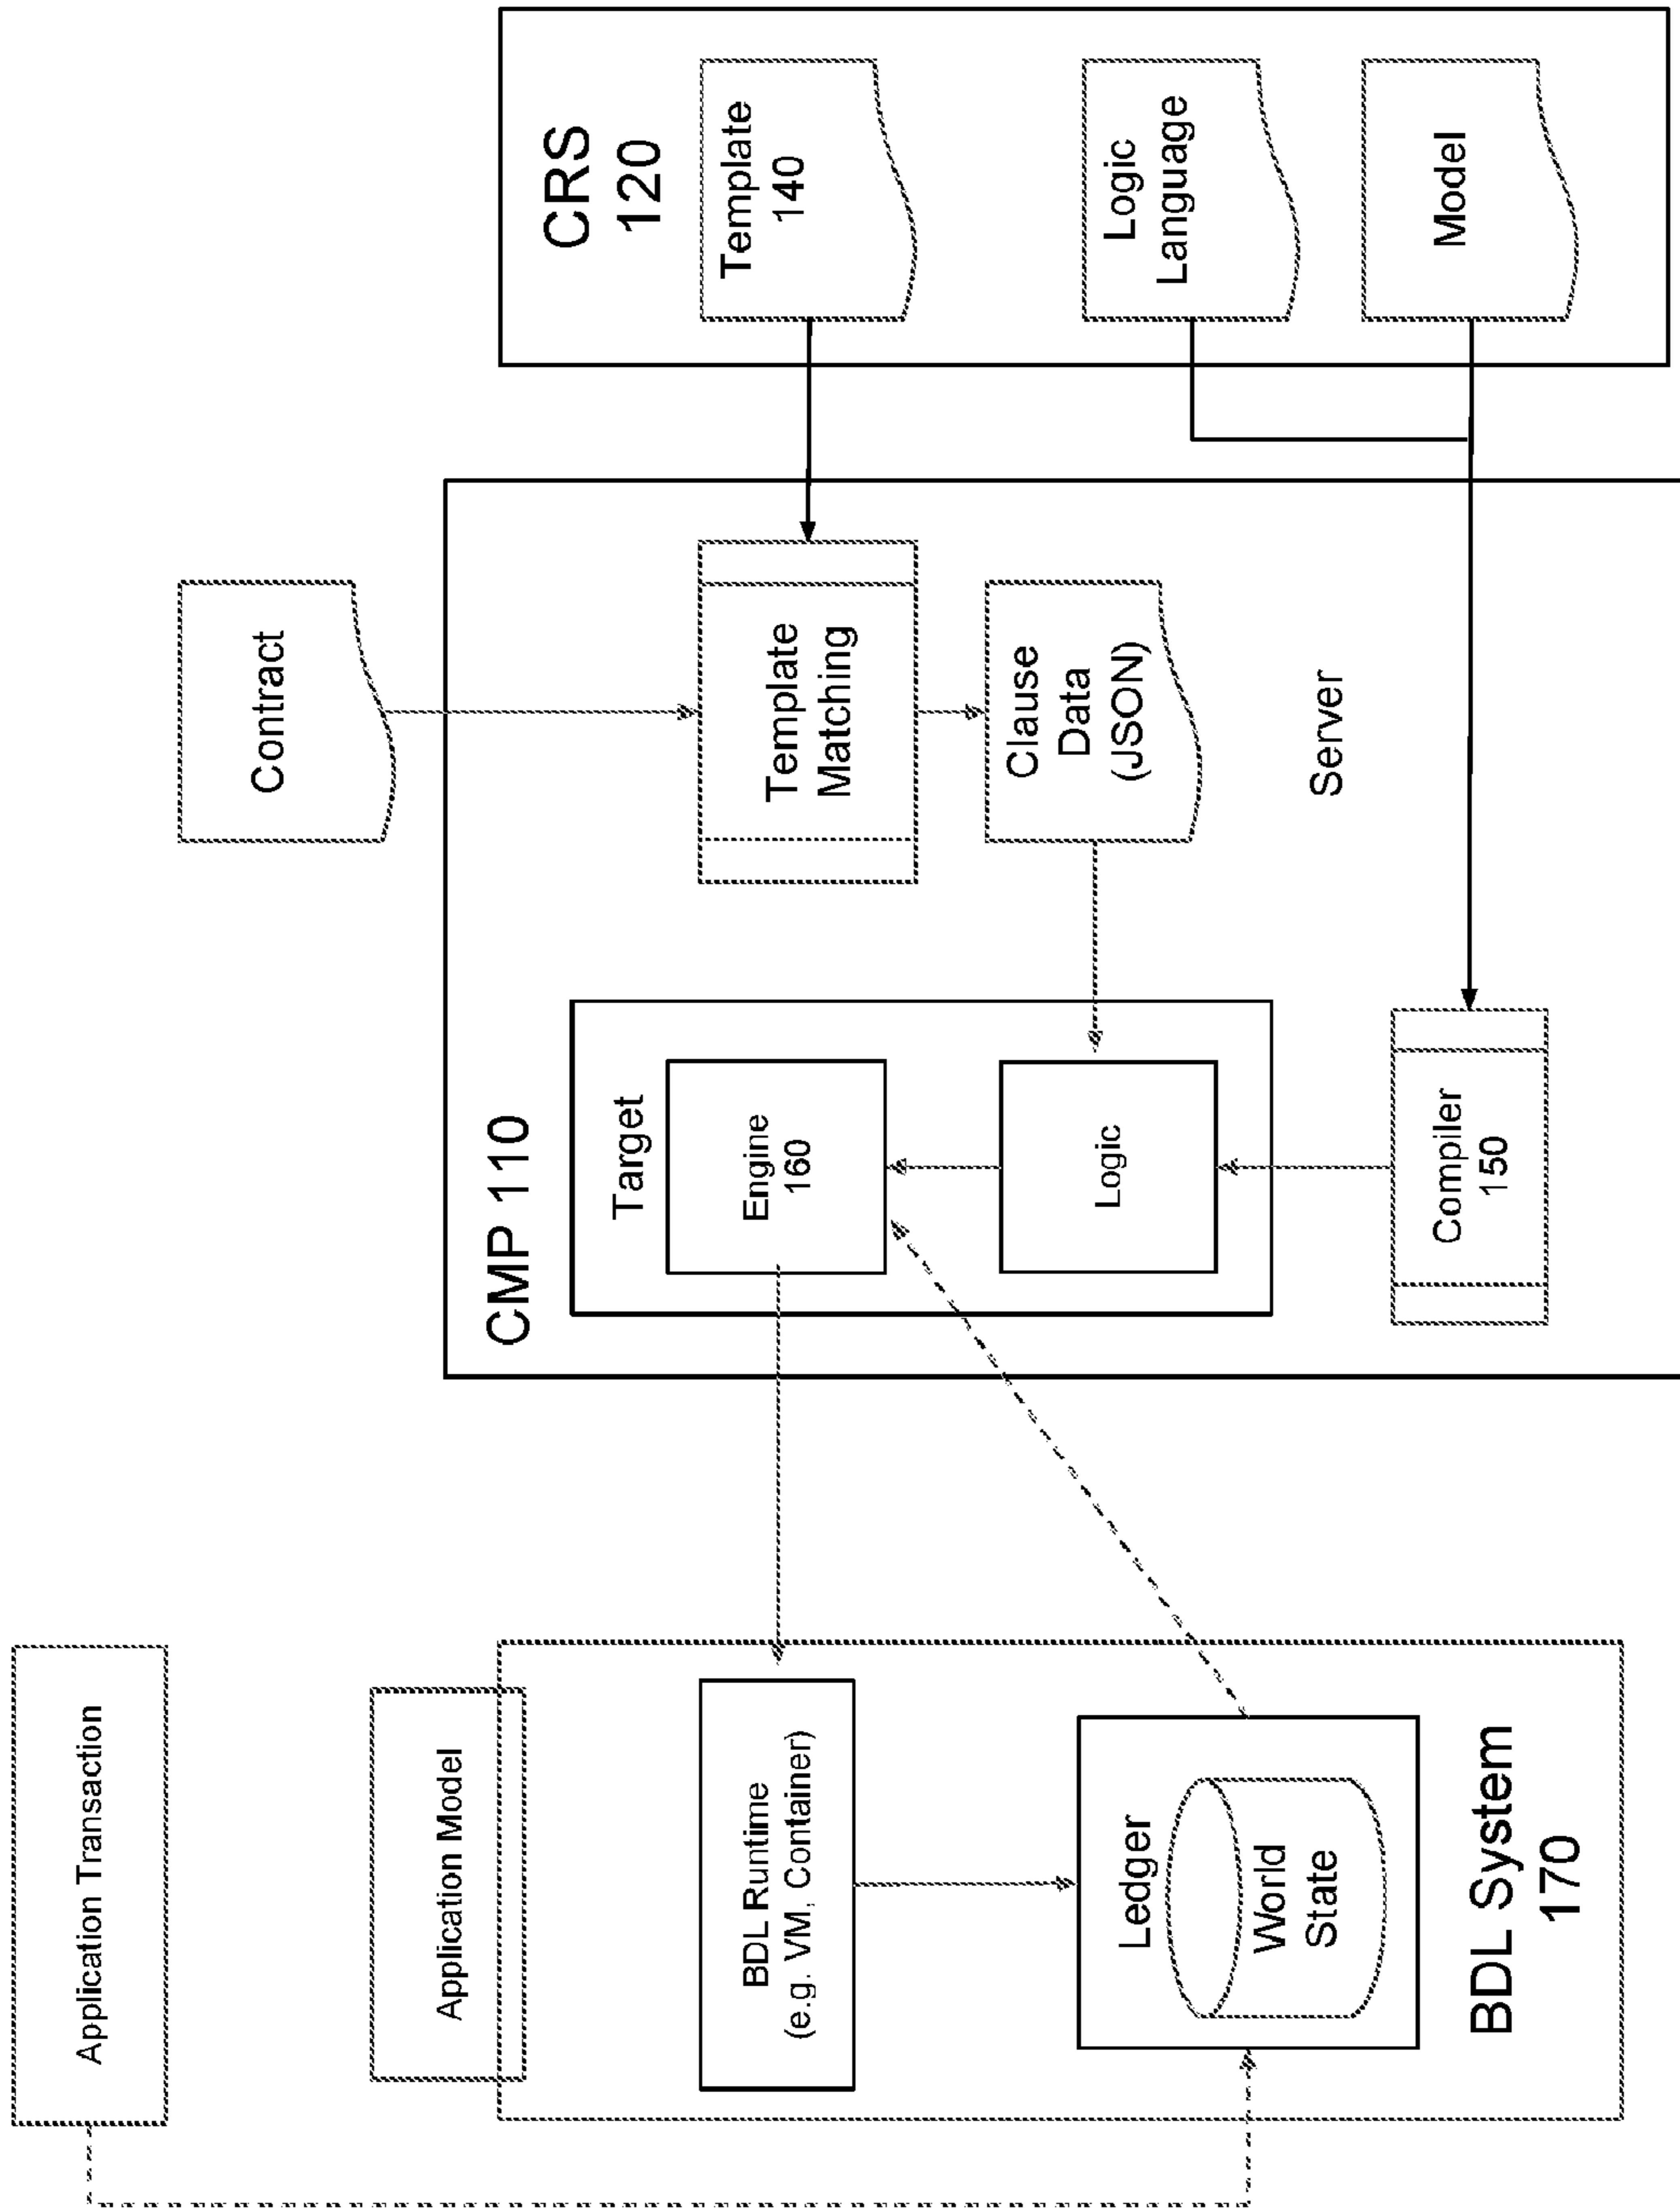 Application Transaction
Application Model
BDL Runtime
(e.g. VM, Container)
Ledger
World
State
BDL System
170
CMP 110
Target
Engine
160
Logic
Compiler
150
Contract
Template
Matching
Clause
Data
(JSON)
Server
CRS
120
Template
140
Logic
Language
Model